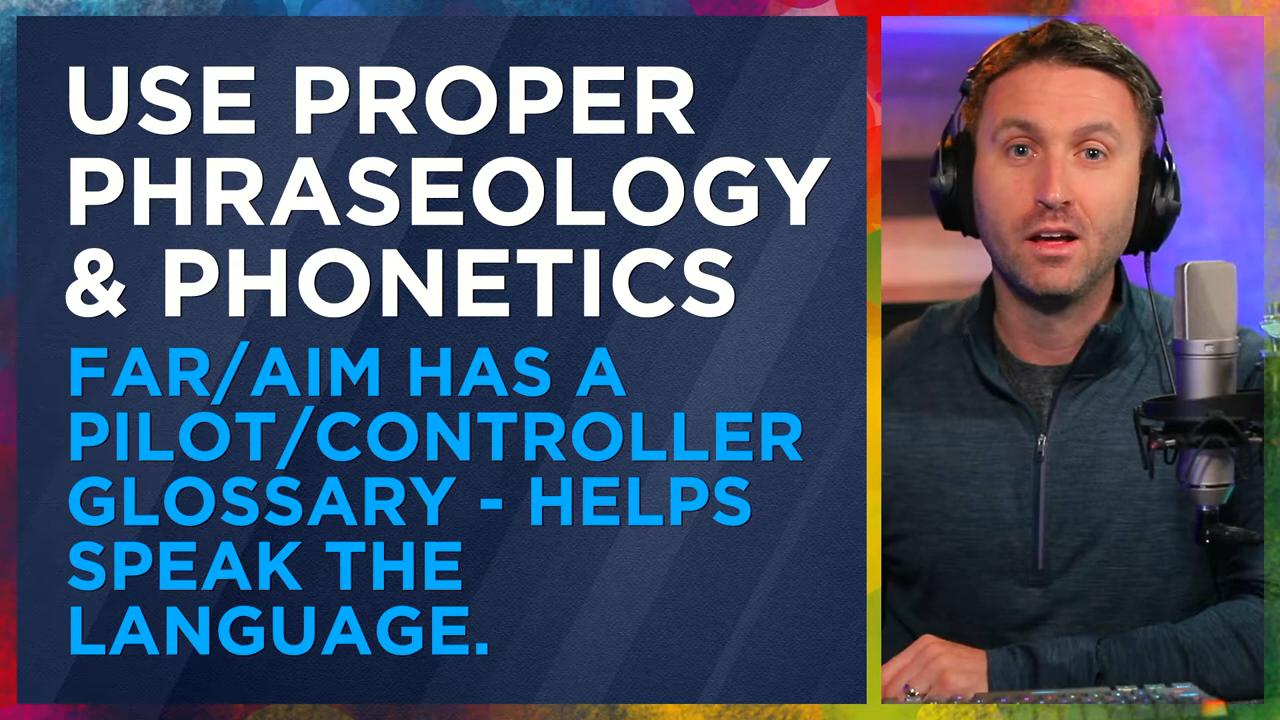 USE PROPER
PHRASEOLOGY
& PHONETICS
FAR/AIM HAS A
PILOT/CONTROLLER
GLOSSARY - HELPS
SPEAK THE
LANGUAGE.